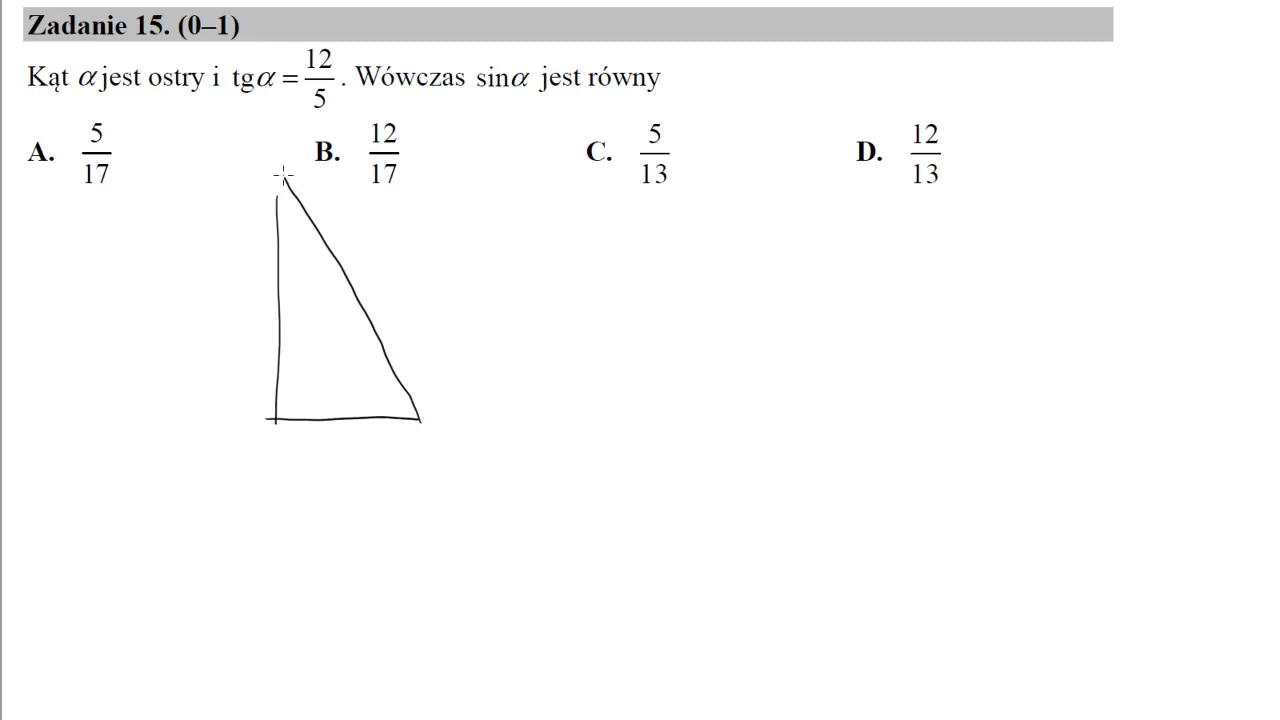 Zadanie 15. (0–1)
Kąt α jest ostry i tgα = 12/5. Wówczas sinα jest równy
A. 5/17 B. 12/17 C. 5/13 D. 12/13